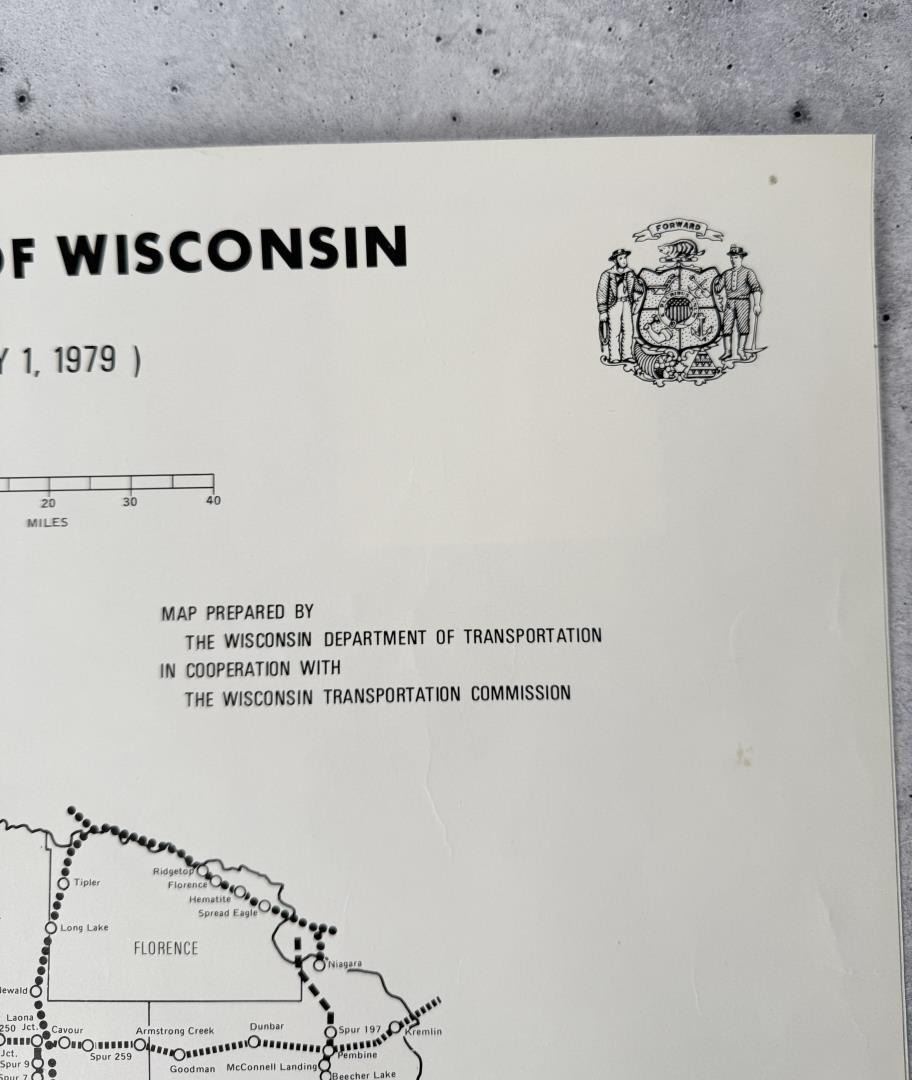 OF WISCONSIN
FORWARD
Y 1, 1979 )
20 30 40
MILES
MAP PREPARED BY
THE WISCONSIN DEPARTMENT OF TRANSPORTATION
IN COOPERATION WITH
THE WISCONSIN TRANSPORTATION COMMISSION
Ridgetop
Tipler
Florence
Hematite
Spread Eagle
Long Lake
FLORENCE
Niagara
ewald
Laona
250 Jct.
Cavour
Armstrong Creek
Dunbar
Spur 197
Kremlin
Jct.
Spur 259
Pembine
Spur 9
Goodman
McConnell Landing
Spur 7
Beecher Lake